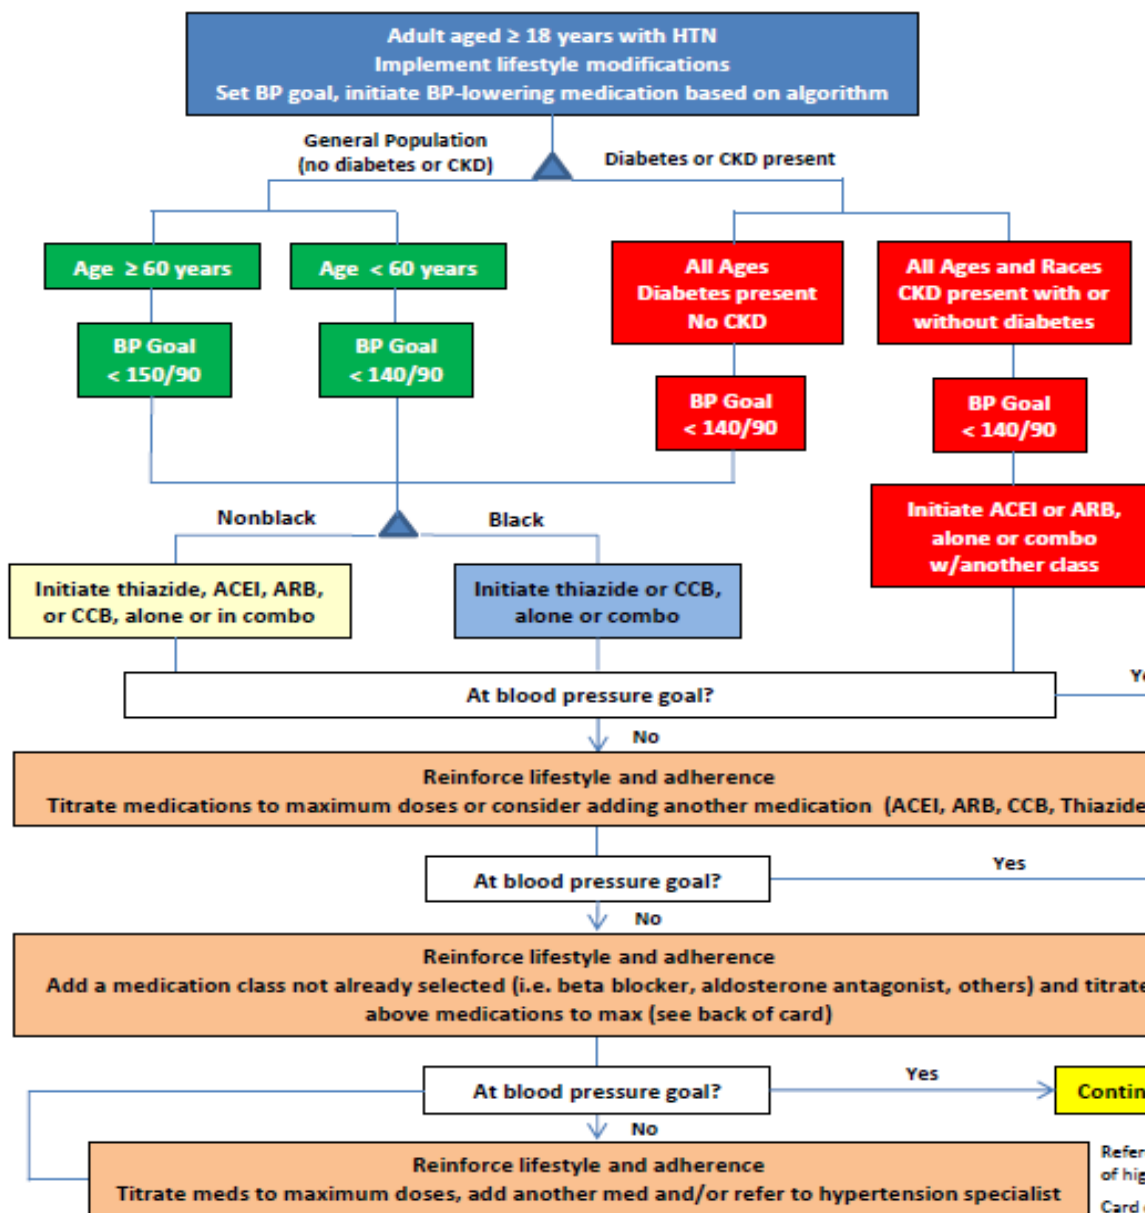 Adult aged ≥ 18 years with HTN
Implement lifestyle modifications
Set BP goal, initiate BP-lowering medication based on algorithm
General Population
(no diabetes or CKD)
Diabetes or CKD present
Age ≥ 60 years
Age < 60 years
All Ages
Diabetes present
No CKD
All Ages and Races
CKD present with or
without diabetes
BP Goal
< 150/90
BP Goal
< 140/90
BP Goal
< 140/90
BP Goal
< 140/90
Initiate ACEI or ARB,
alone or combo
w/another class
Nonblack
Black
Initiate thiazide, ACEI, ARB,
or CCB, alone or in combo
Initiate thiazide or CCB,
alone or combo
At blood pressure goal?
No
Reinforce lifestyle and adherence
Titrate medications to maximum doses or consider adding another medication (ACEI, ARB, CCB, Thiazide
At blood pressure goal?
Yes
No
Reinforce lifestyle and adherence
Add a medication class not already selected (i.e. beta blocker, aldosterone antagonist, others) and titrate
above medications to max (see back of card)
At blood pressure goal?
Yes
Contin
No
Reinforce lifestyle and adherence
Titrate meds to maximum doses, add another med and/or refer to hypertension specialist
Refer
of hig
Card